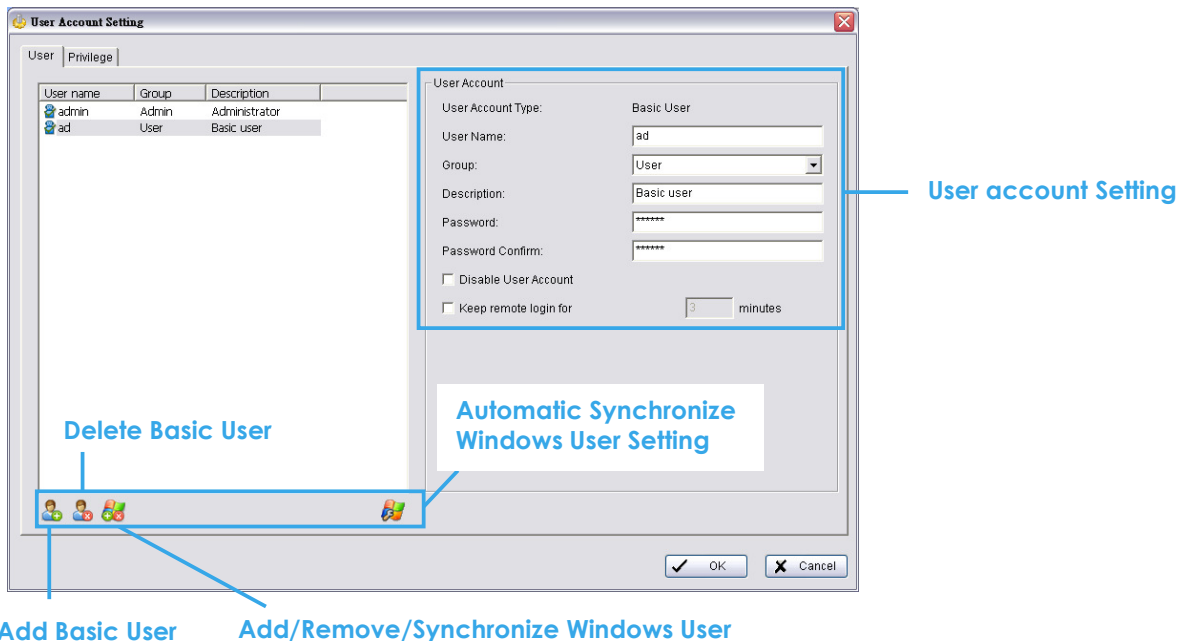 User Account Setting
User Privilege
User name Group Description
admin Admin Administrator
ad User Basic user
User Account
User Account Type: Basic User
User Name: ad
Group: User
Description: Basic user
Password: ******
Password Confirm: ******
Disable User Account
Keep remote login for 3 minutes
User account Setting
Automatic Synchronize
Windows User Setting
Delete Basic User
OK Cancel
Add Basic User
Add/Remove/Synchronize Windows User